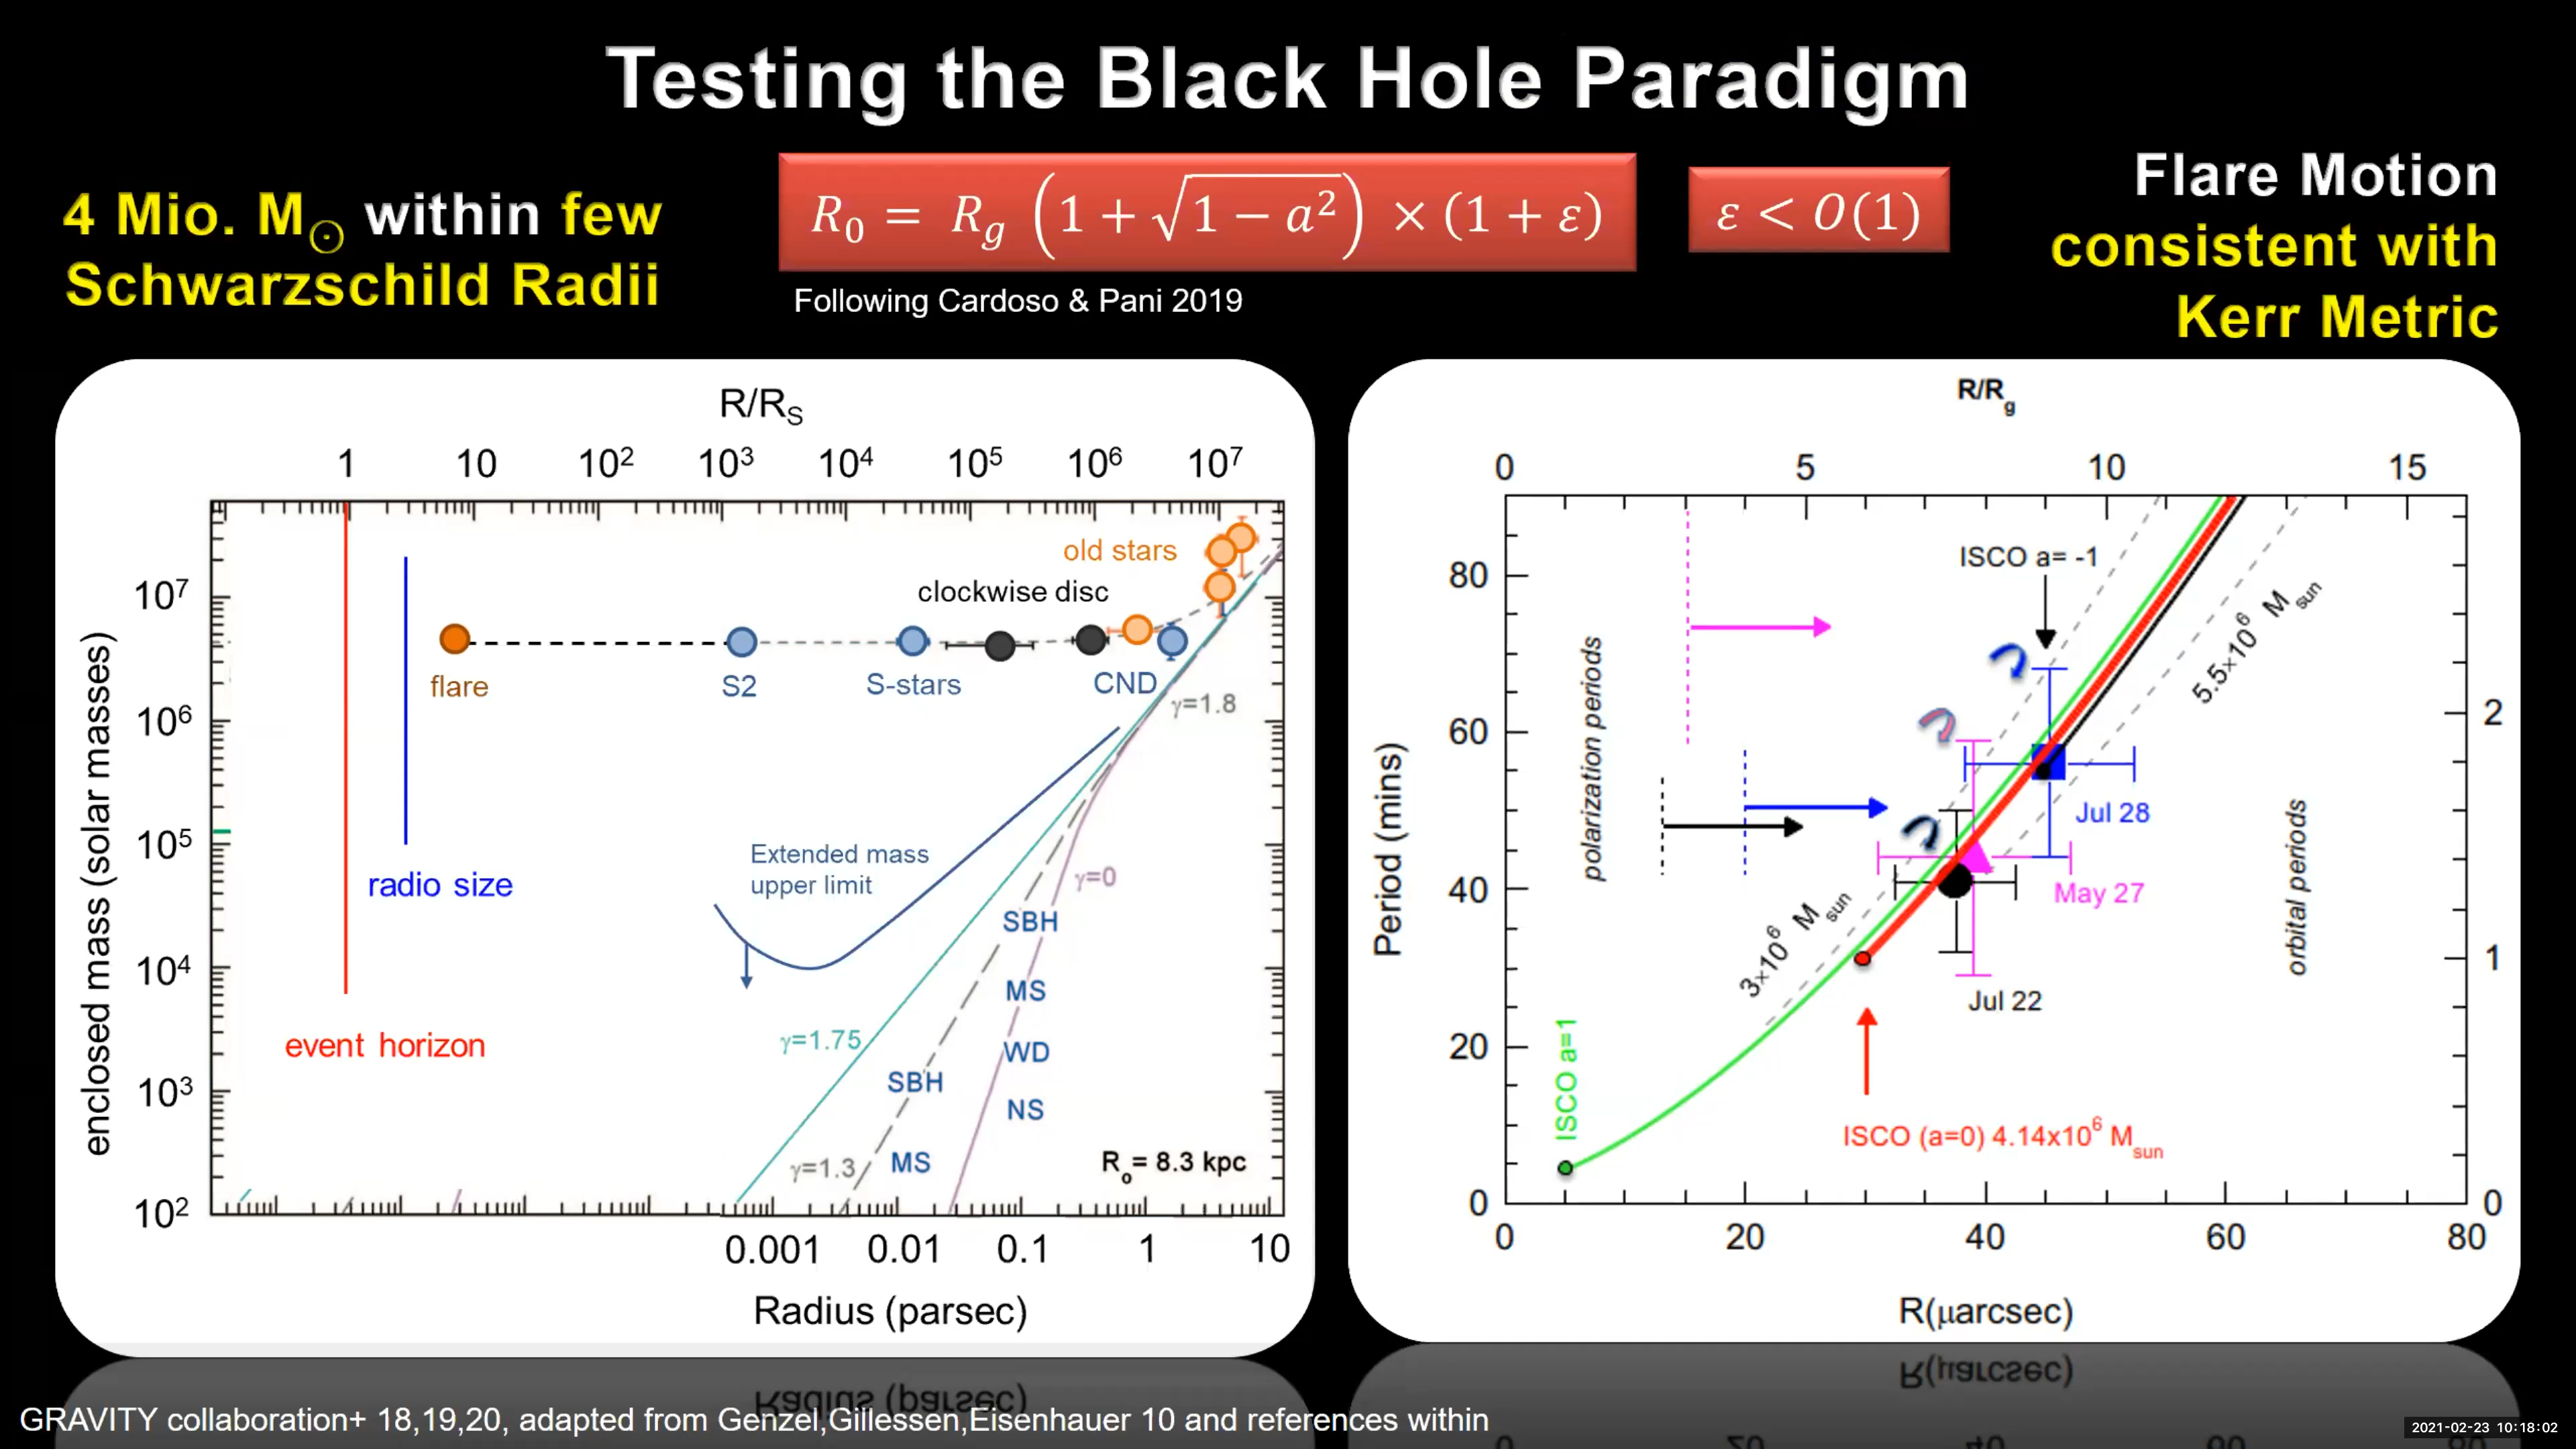 Testing the Black Hole Paradigm
4 Mio. M☉ within few
Schwarzschild Radii
R₀ = R_g (1 + √(1 − a²)) × (1 + ε)
ε < O(1)
Following Cardoso & Pani 2019
Flare Motion
consistent with
Kerr Metric
R/R_S
1 10 10² 10³ 10⁴ 10⁵ 10⁶ 10⁷
old stars
clockwise disc
flare
S2
S-stars
CND
γ=1.8
Extended mass
upper limit
radio size
γ=0
SBH
MS
event horizon
γ=1.75
WD
SBH
NS
γ=1.3
MS
R₀= 8.3 kpc
enclosed mass (solar masses)
10⁷
10⁶
10⁵
10⁴
10³
10²
0.001 0.01 0.1 1 10
Radius (parsec)
R/R_g
0 5 10 15
ISCO a= -1
polarization periods
5.5×10⁶ M_sun
Jul 28
May 27
3×10⁶ M_sun
Jul 22
orbital periods
ISCO a=1
ISCO (a=0) 4.14x10⁶ M_sun
Period (mins)
80
60
40
20
0
2
1
0
0 20 40 60 80
R(μarcsec)
GRAVITY collaboration+ 18,19,20, adapted from Genzel,Gillessen,Eisenhauer 10 and references within
2021-02-23 10:18:02